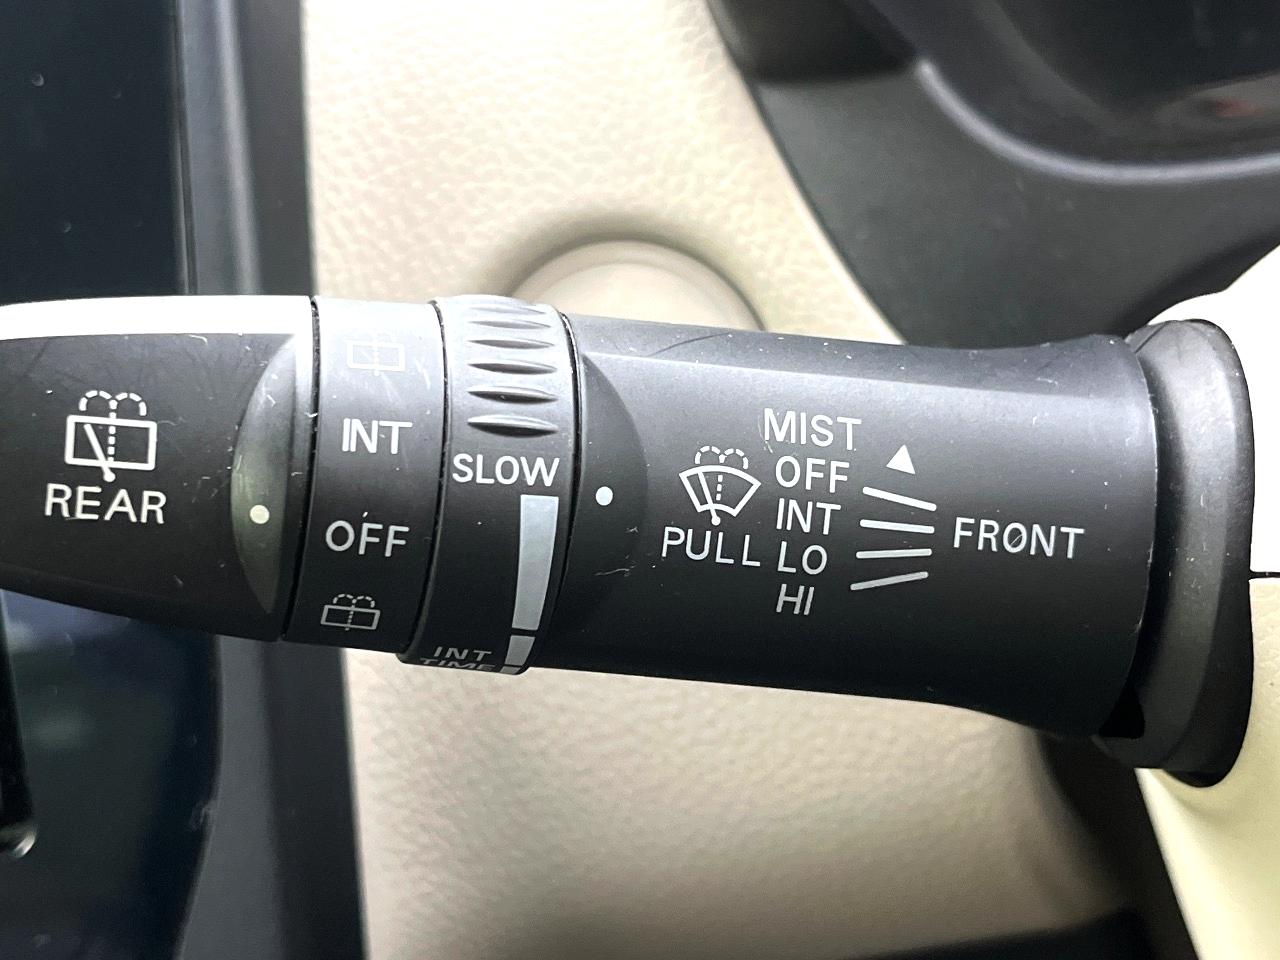 REAR
INT
OFF
SLOW
INT
TIME
PULL
MIST
OFF
INT
LO
HI
FRONT